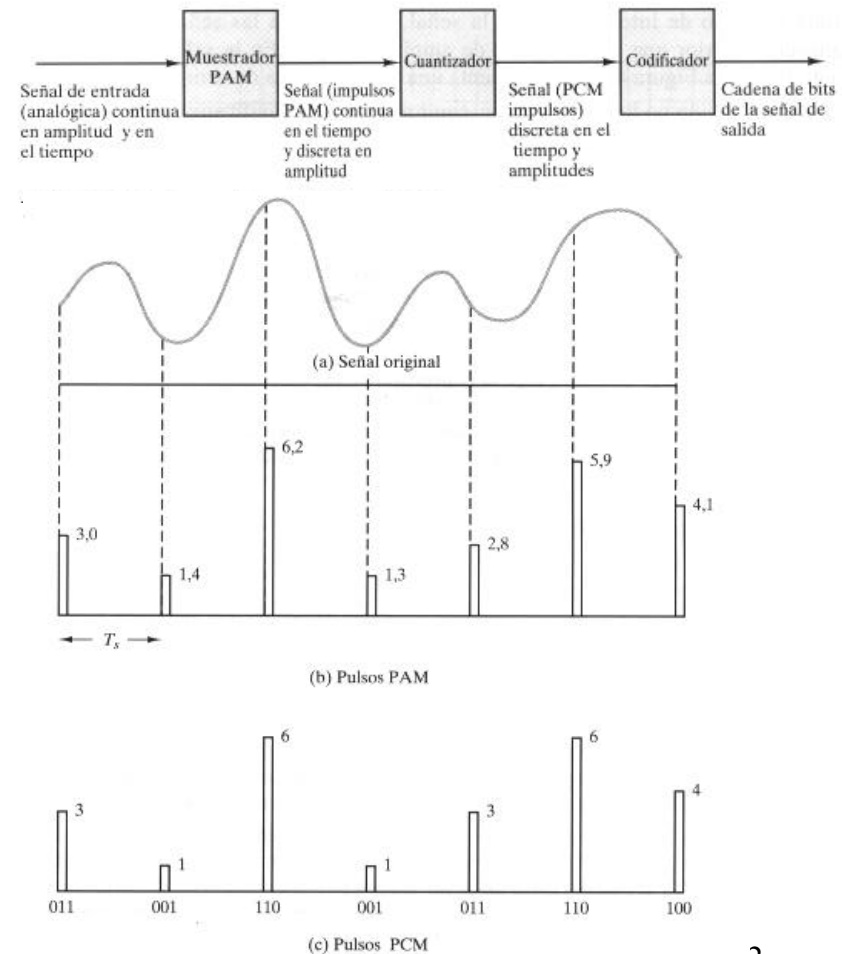 Muestrador
PAM
Cuantizador
Codificador
Señal de entrada
(analógica) continua
en amplitud y en
el tiempo
Señal (impulsos
PAM) continua
en el tiempo
y discreta en
amplitud
Señal (PCM
impulsos)
discreta en el
tiempo y
amplitudes
Cadena de bits
de la señal de
salida
(a) Señal original
3,0
1,4
6,2
1,3
2,8
5,9
4,1
Ts
(b) Pulsos PAM
3
1
6
1
3
6
4
011 001 110 001 011 110 100
(c) Pulsos PCM